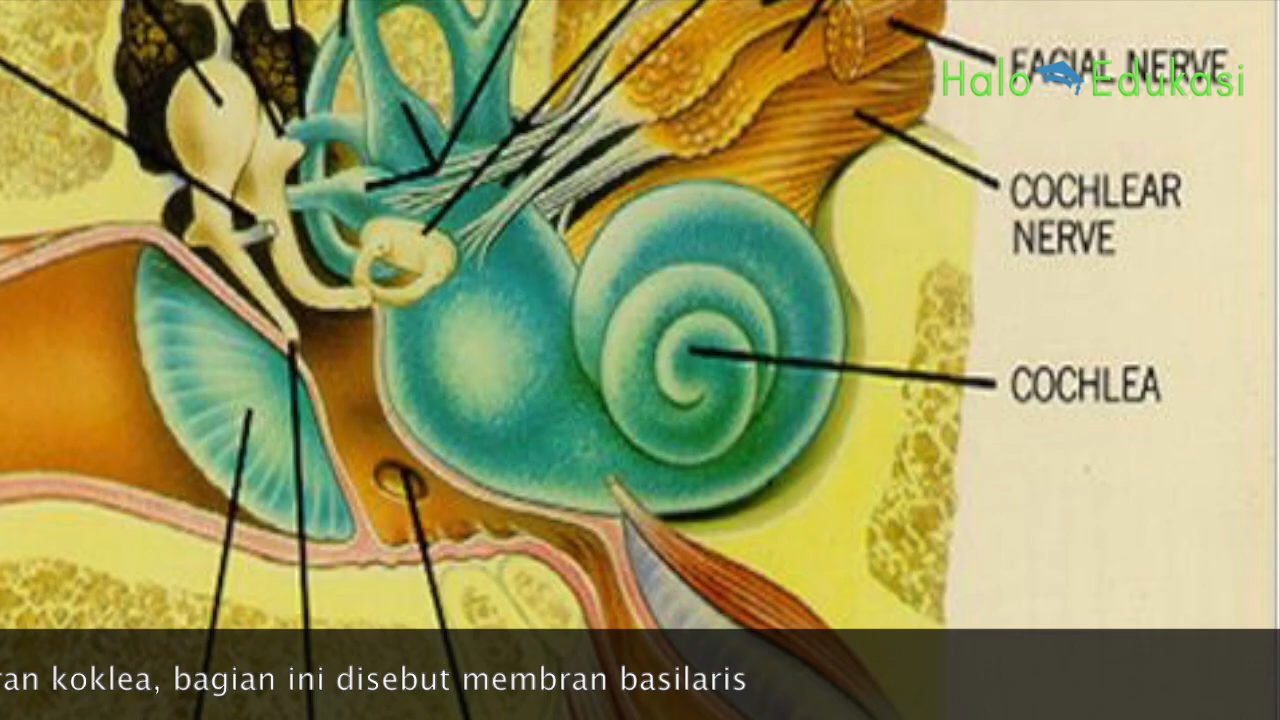 FACIAL NERVE
Halo Edukasi
COCHLEAR
NERVE
COCHLEA
ran koklea, bagian ini disebut membran basilaris